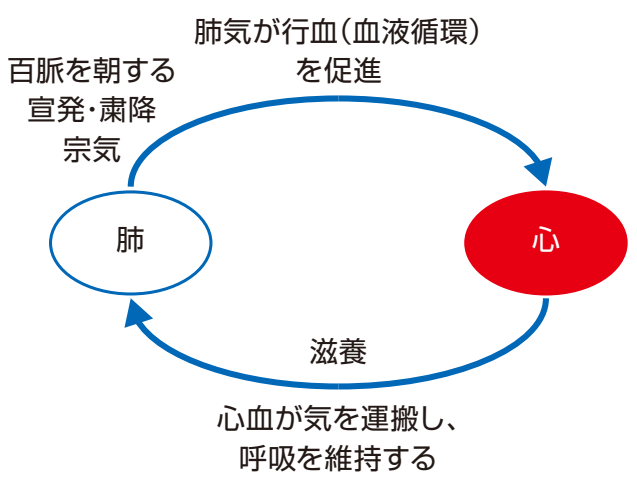 肺気が行血(血液循環)
を促進
百脈を朝する
宣発・粛降
宗気
肺
心
滋養
心血が気を運搬し、
呼吸を維持する